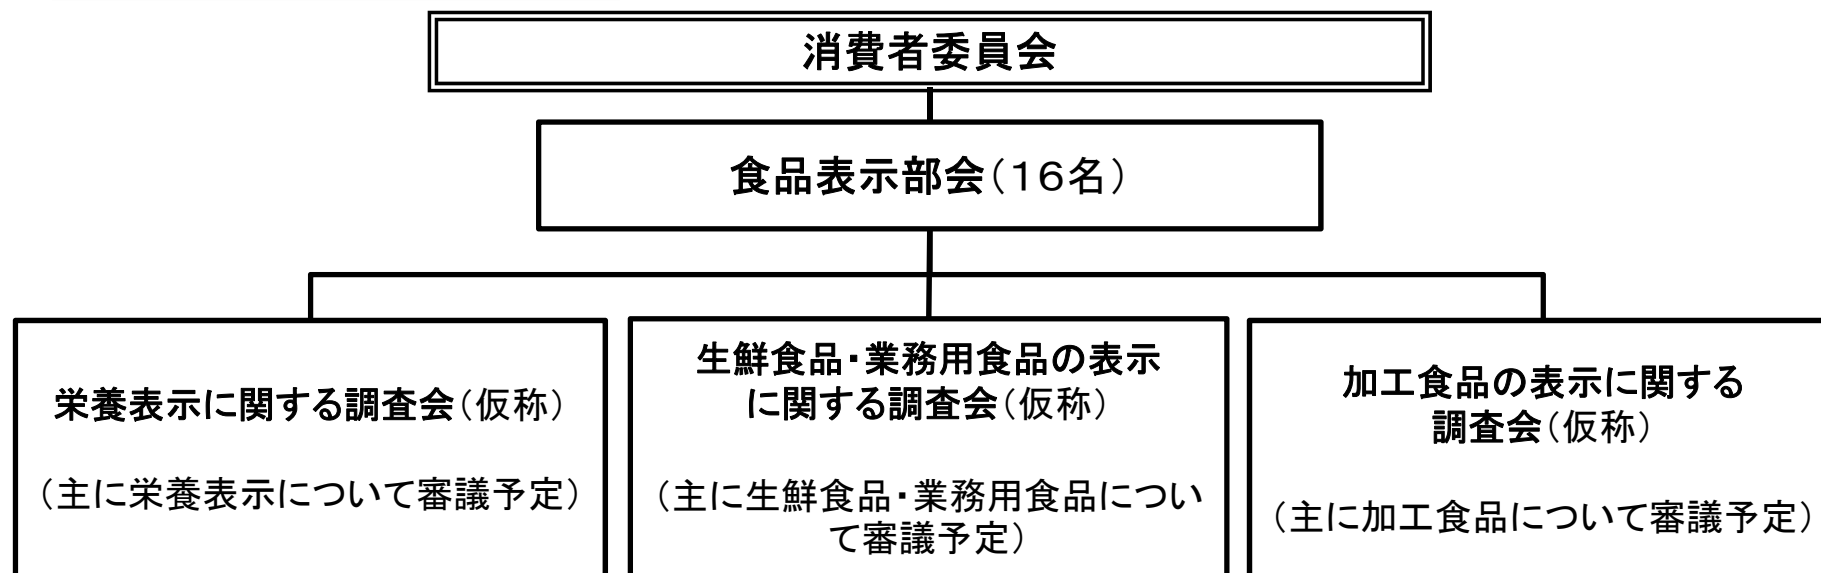 消費者委員会
食品表示部会（１６名）
栄養表示に関する調査会（仮称）
（主に栄養表示について審議予定）
生鮮食品・業務用食品の表示
に関する調査会（仮称）
（主に生鮮食品・業務用食品につい
て審議予定）
加工食品の表示に関する
調査会（仮称）
（主に加工食品について審議予定）